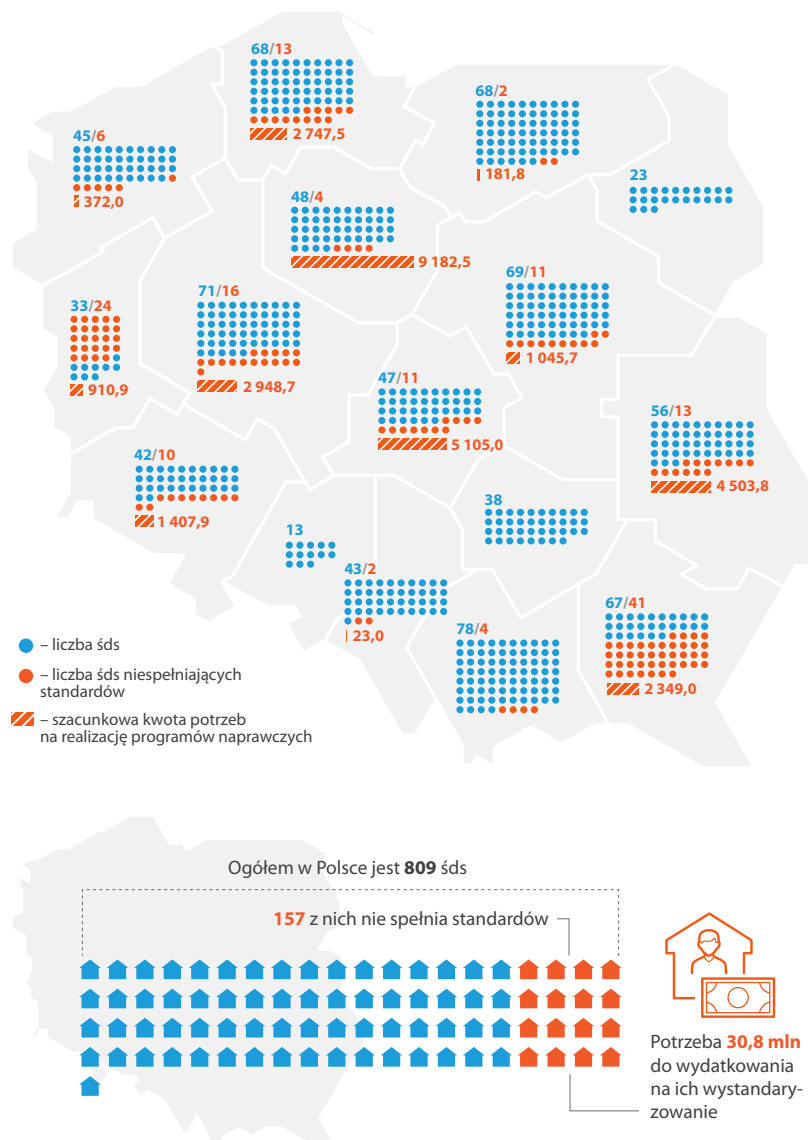 68/13
2 747,5
68/2
181,8
45/6
372,0
23
48/4
9 182,5
69/11
1 045,7
33/24
910,9
71/16
2 948,7
47/11
5 105,0
56/13
4 503,8
42/10
1 407,9
38
13
43/2
23,0
67/41
2 349,0
78/4
– liczba śds
– liczba śds niespełniających
standardów
– szacunkowa kwota potrzeb
na realizację programów naprawczych
Ogółem w Polsce jest 809 śds
157 z nich nie spełnia standardów
Potrzeba 30,8 mln
do wydatkowania
na ich wystandary-
zowanie